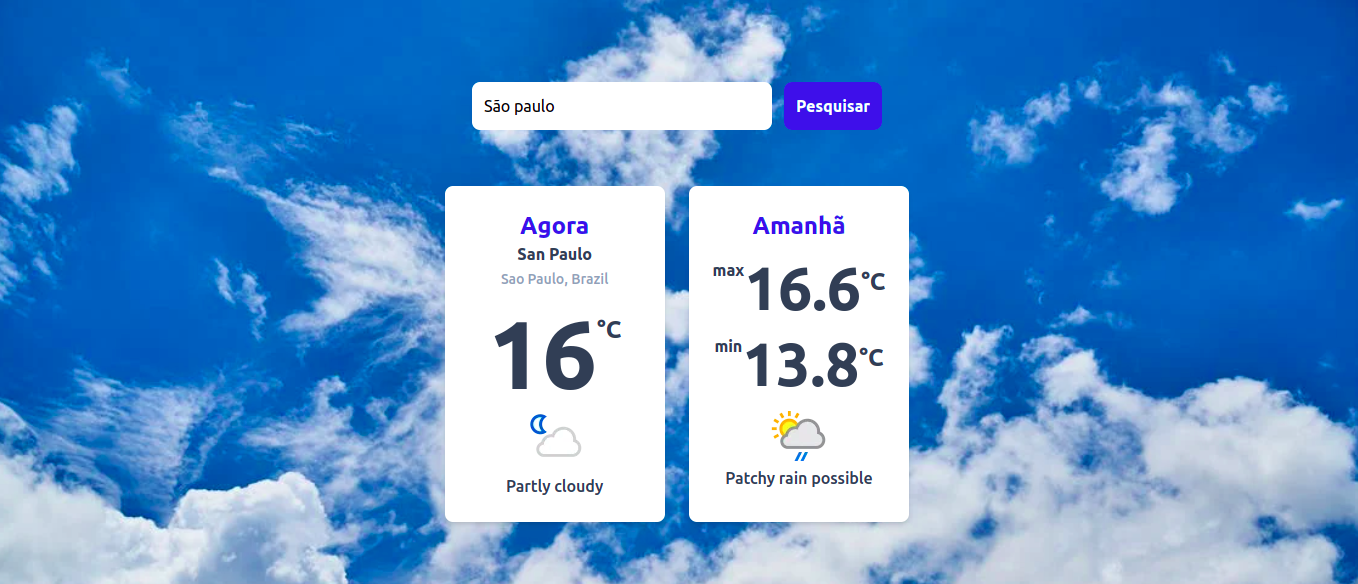 São paulo
Pesquisar
Agora
San Paulo
Sao Paulo, Brazil
16°C
Partly cloudy
Amanhã
max 16.6°C
min 13.8°C
Patchy rain possible